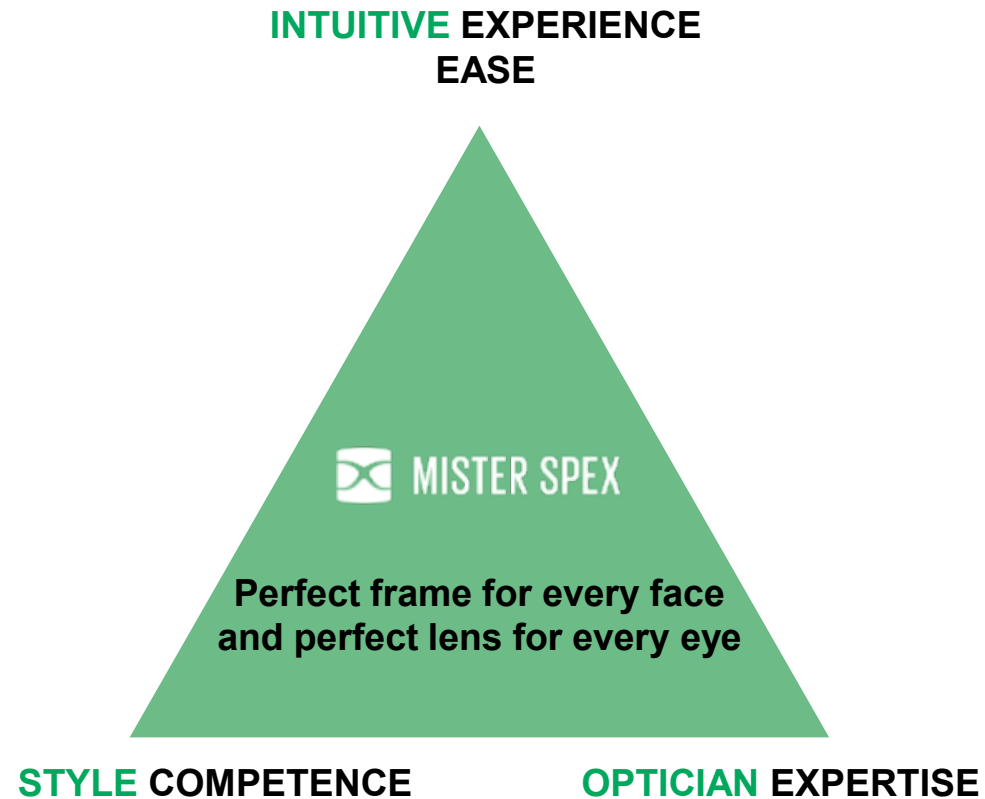 INTUITIVE EXPERIENCE
EASE
MISTER SPEX
Perfect frame for every face
and perfect lens for every eye
STYLE COMPETENCE
OPTICIAN EXPERTISE